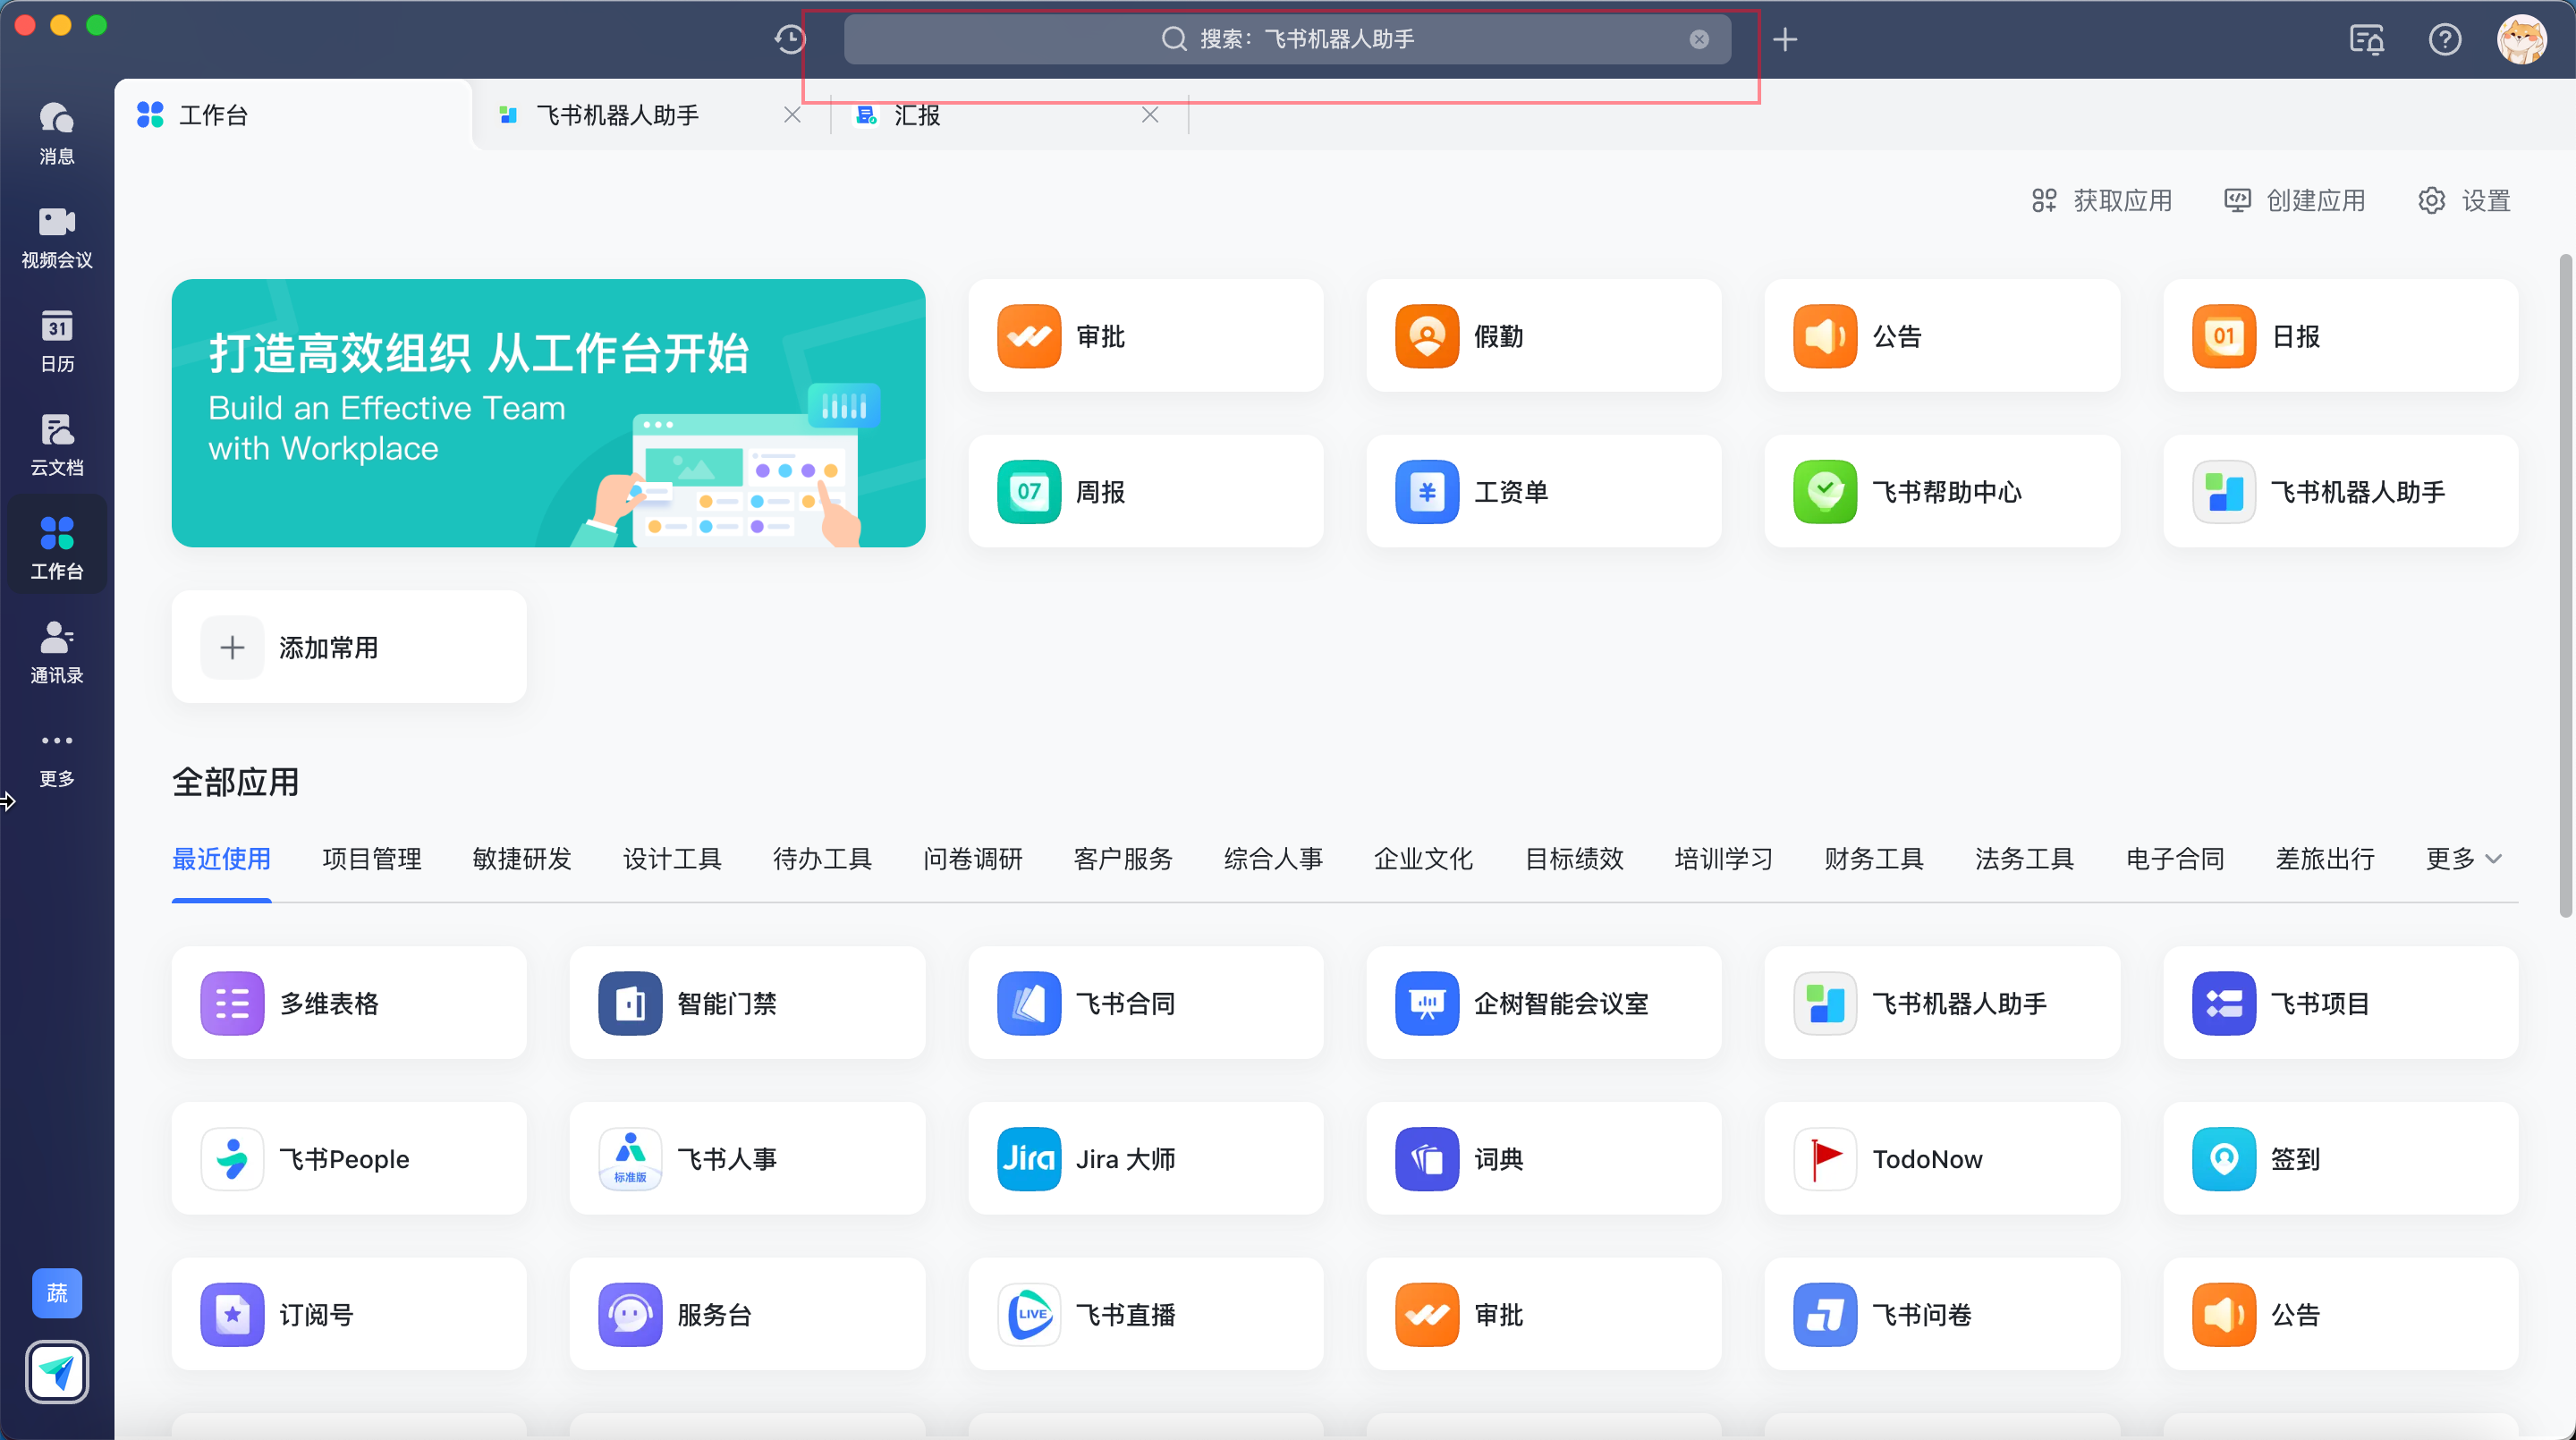 搜索：飞书机器人助手
工作台
飞书机器人助手
汇报
消息
视频会议
31
日历
云文档
工作台
通讯录
更多
蔬
获取应用
创建应用
设置
打造高效组织 从工作台开始
Build an Effective Team
with Workplace
审批
假勤
公告
01
日报
07
周报
工资单
飞书帮助中心
飞书机器人助手
添加常用
全部应用
最近使用 项目管理 敏捷研发 设计工具 待办工具 问卷调研 客户服务 综合人事 企业文化 目标绩效 培训学习 财务工具 法务工具 电子合同 差旅出行 更多
多维表格
智能门禁
飞书合同
企树智能会议室
飞书机器人助手
飞书项目
飞书People
标准版
飞书人事
Jira
Jira 大师
词典
TodoNow
签到
订阅号
服务台
LIVE
飞书直播
审批
飞书问卷
公告